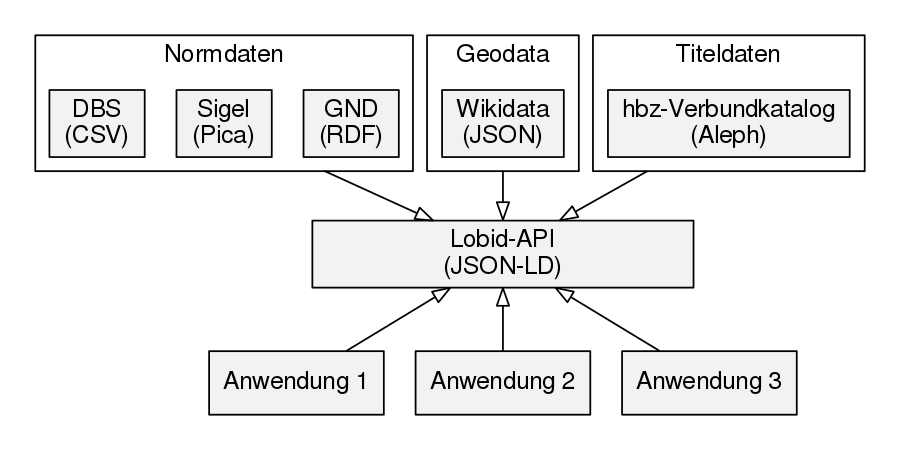 Normdaten
Geodata
Titeldaten
DBS
(CSV)
Sigel
(Pica)
GND
(RDF)
Wikidata
(JSON)
hbz-Verbundkatalog
(Aleph)
Lobid-API
(JSON-LD)
Anwendung 1
Anwendung 2
Anwendung 3